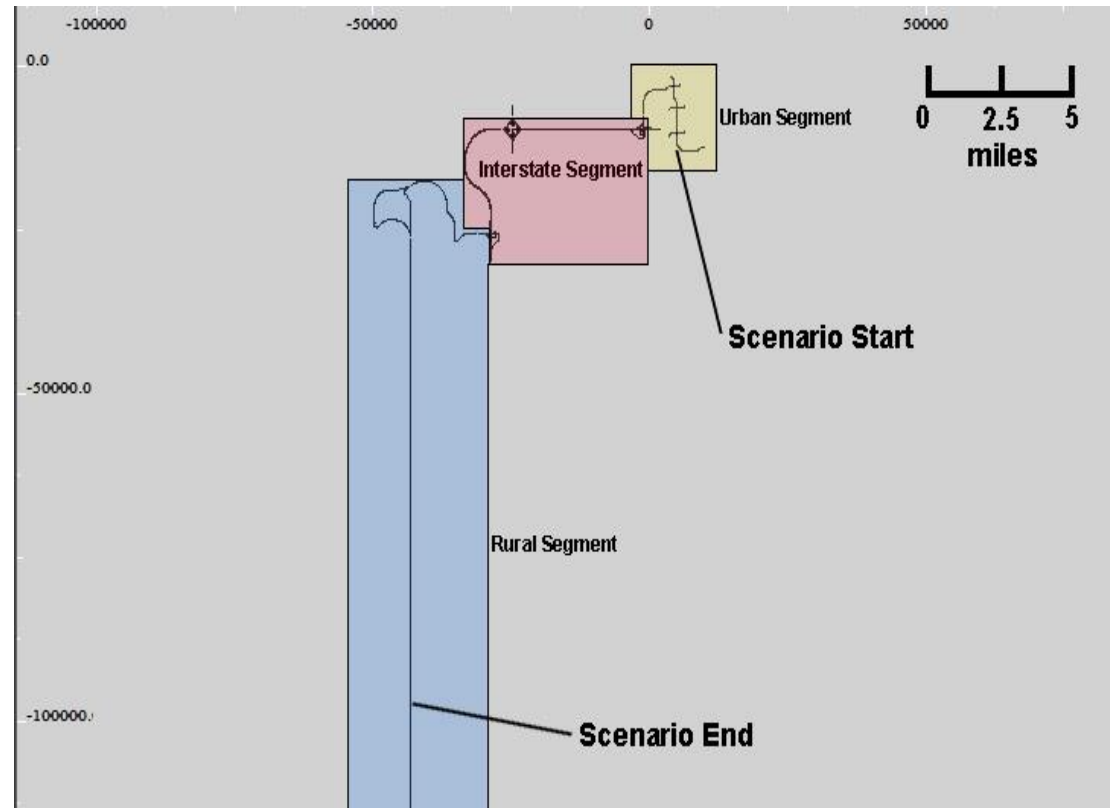 -100000 -50000 0 50000
0.0
Urban Segment
0 2.5 5
miles
Interstate Segment
Scenario Start
-50000.0
Rural Segment
-100000.
Scenario End